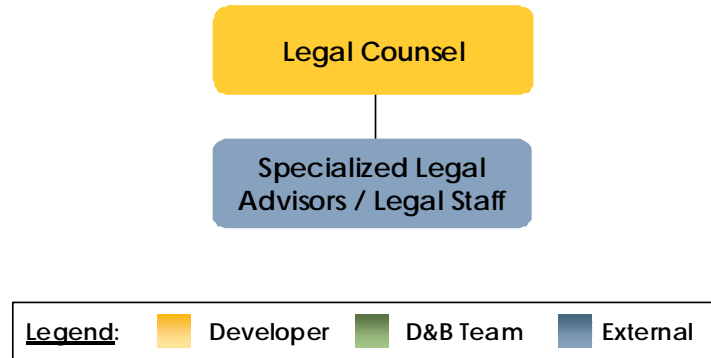 Legal Counsel
Specialized Legal
Advisors / Legal Staff
Legend: Developer D&B Team External